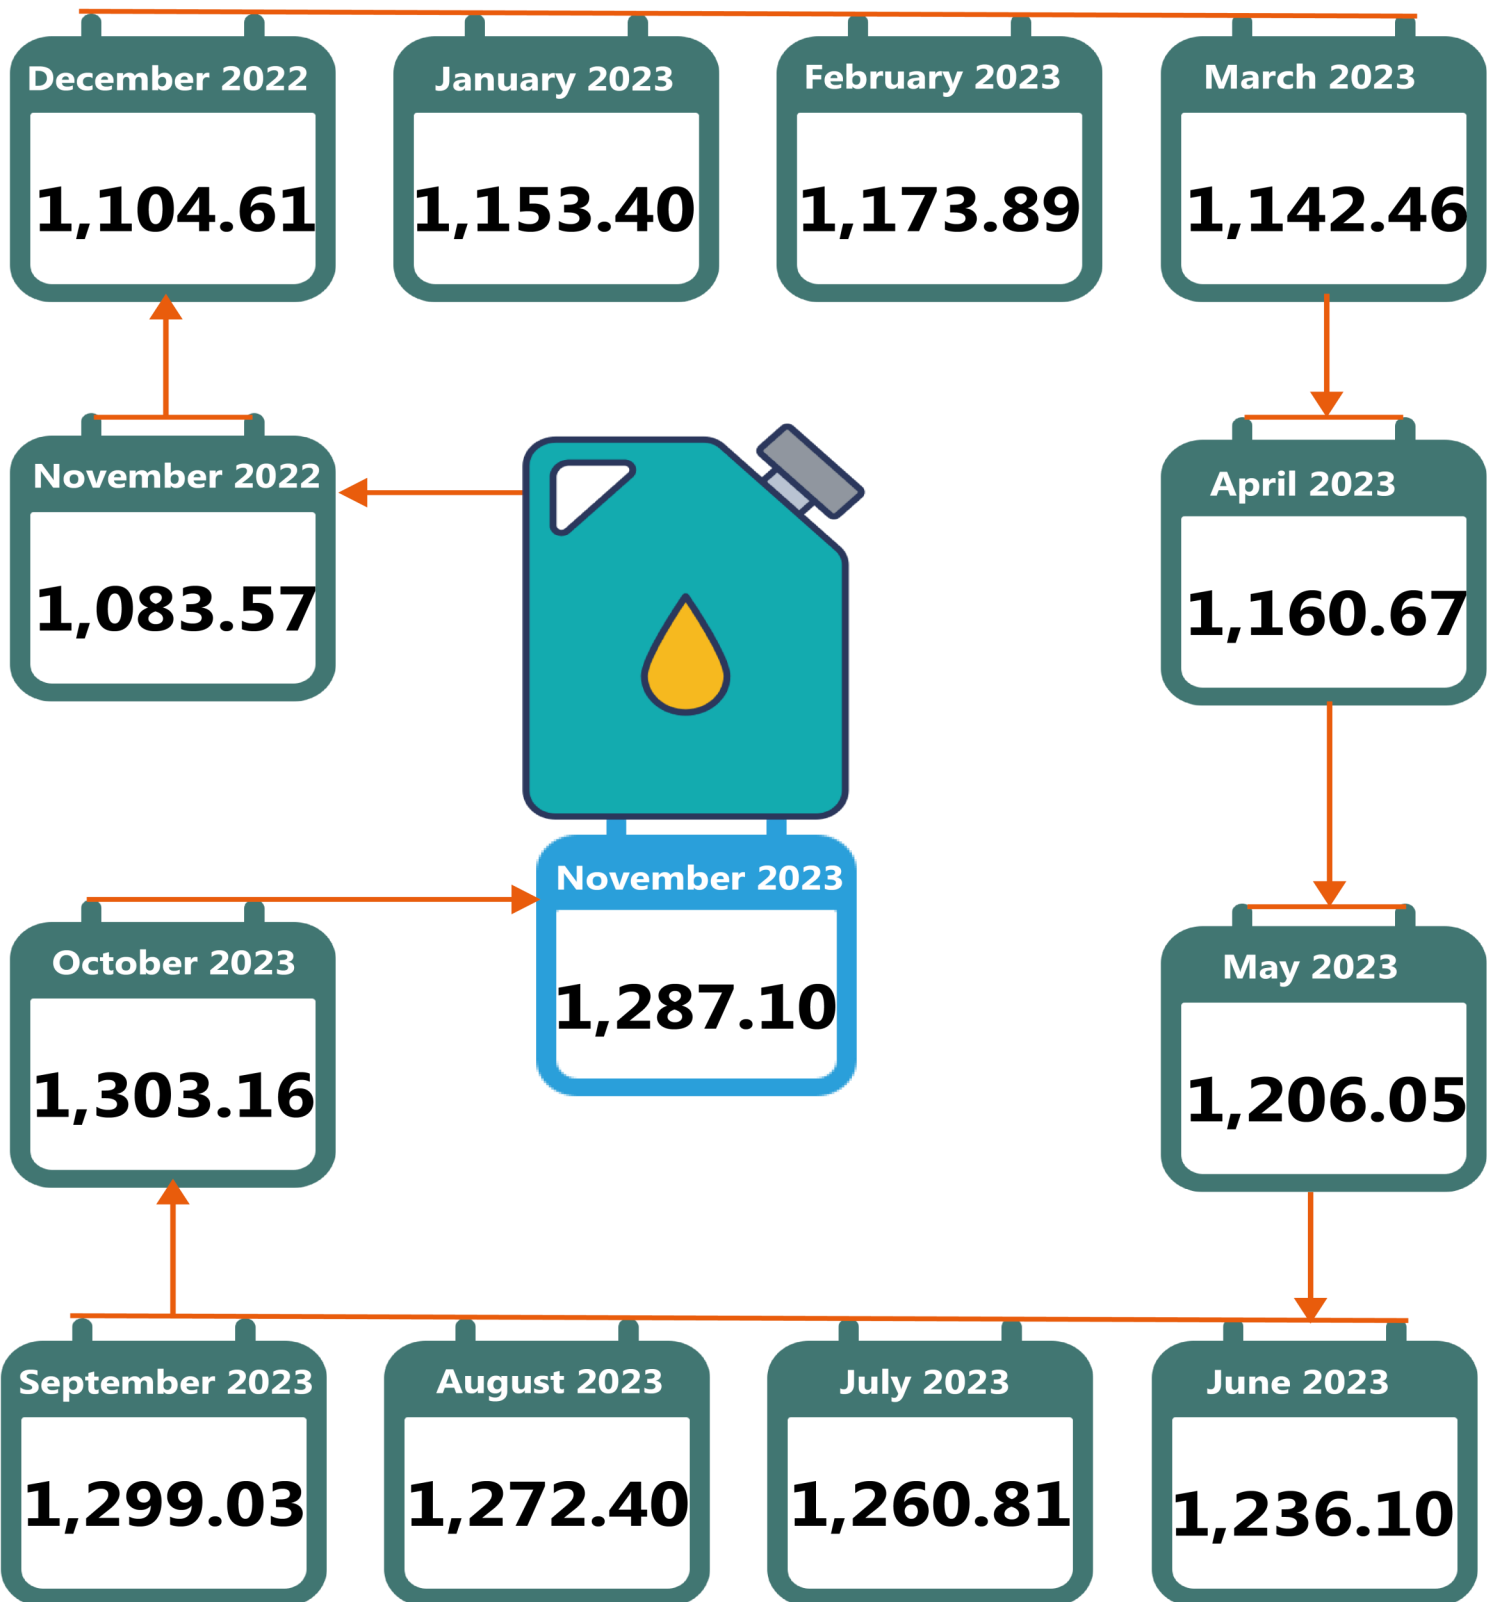 December 2022
1,104.61
January 2023
1,153.40
February 2023
1,173.89
March 2023
1,142.46
November 2022
1,083.57
April 2023
1,160.67
November 2023
1,287.10
October 2023
1,303.16
May 2023
1,206.05
September 2023
1,299.03
August 2023
1,272.40
July 2023
1,260.81
June 2023
1,236.10